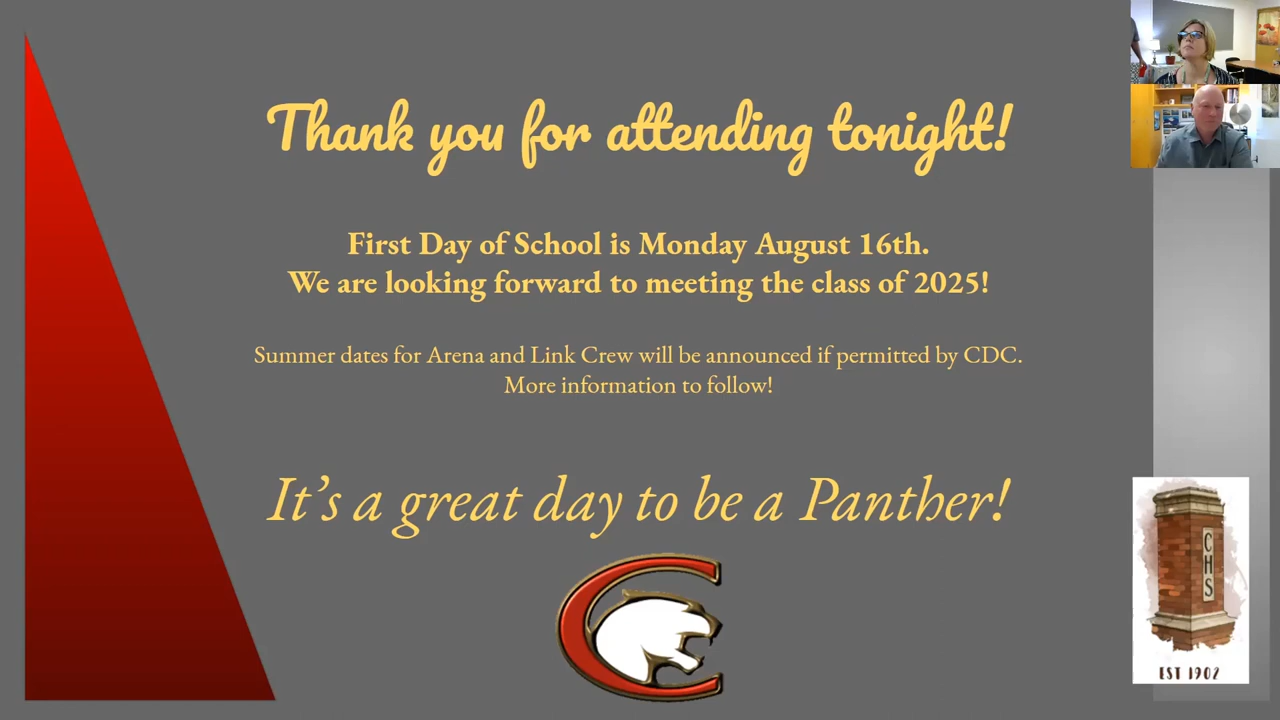 Thank you for attending tonight!
First Day of School is Monday August 16th.
We are looking forward to meeting the class of 2025!
Summer dates for Arena and Link Crew will be announced if permitted by CDC.
More information to follow!
It's a great day to be a Panther!
C
CHS
EST 1902